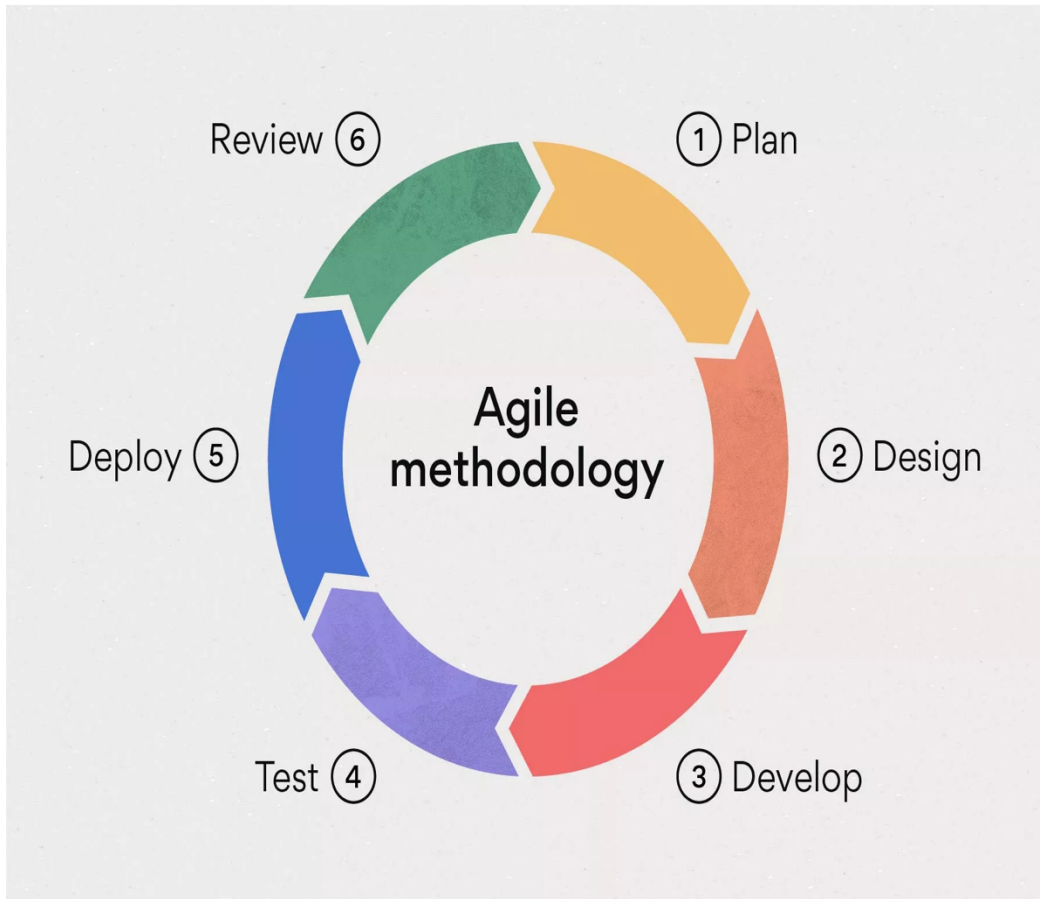 Agile
methodology
1 Plan
2 Design
3 Develop
Test 4
Deploy 5
Review 6